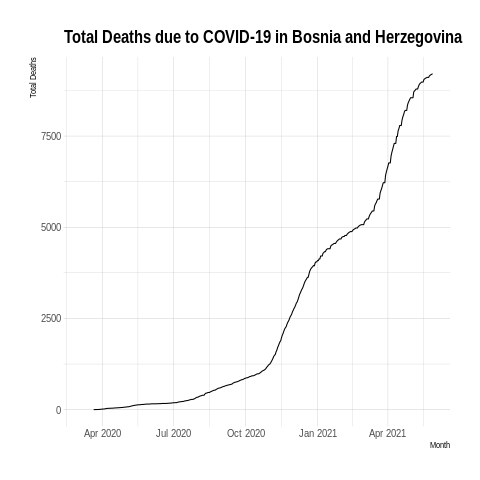 Total Deaths due to COVID-19 in Bosnia and Herzegovina
Total Deaths
7500
5000
2500
0
Apr 2020 Jul 2020 Oct 2020 Jan 2021 Apr 2021
Month